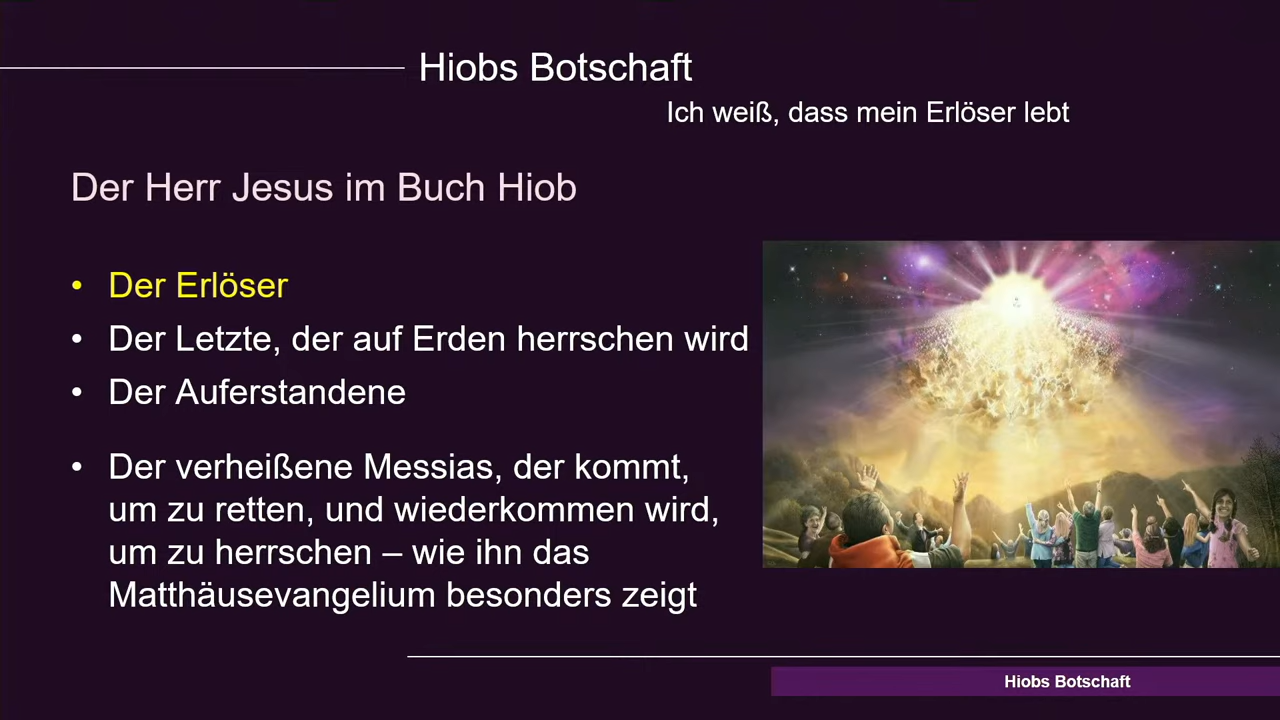 Hiobs Botschaft
Ich weiß, dass mein Erlöser lebt
Der Herr Jesus im Buch Hiob
• Der Erlöser
• Der Letzte, der auf Erden herrschen wird
• Der Auferstandene
• Der verheißene Messias, der kommt,
um zu retten, und wiederkommen wird,
um zu herrschen – wie ihn das
Matthäusevangelium besonders zeigt
Hiobs Botschaft